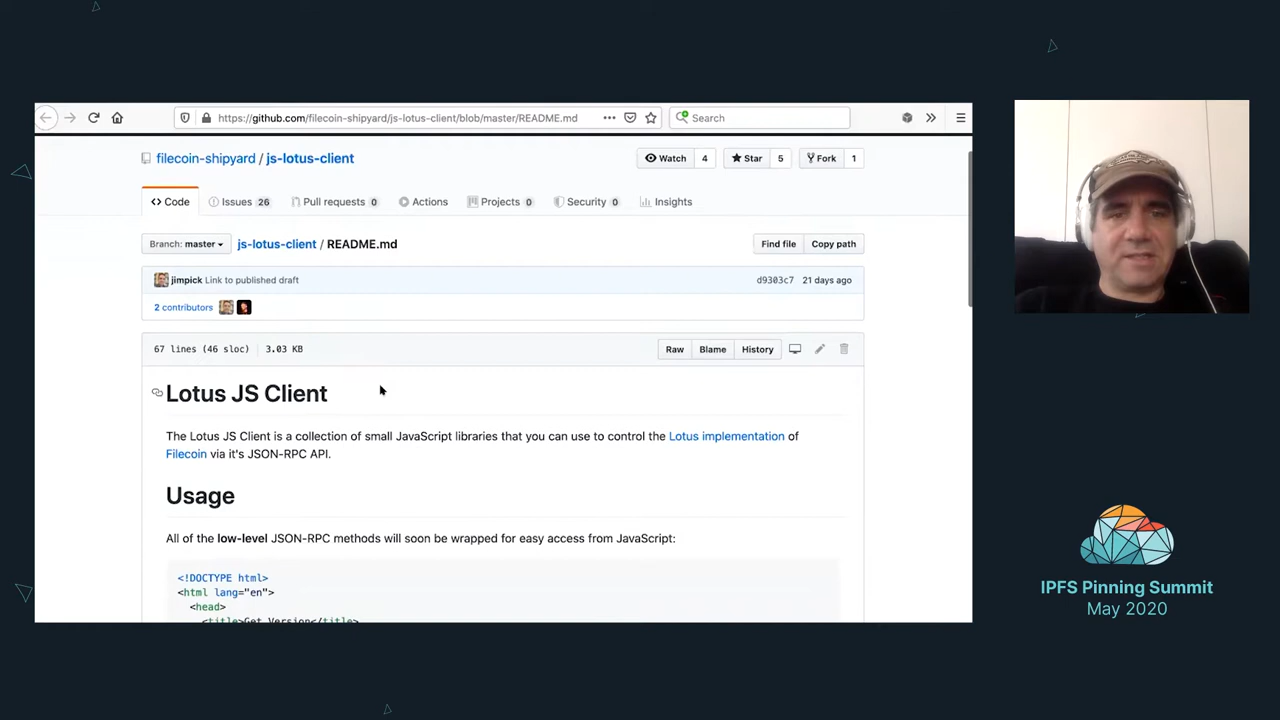 https://github.com/filecoin-shipyard/js-lotus-client/blob/master/README.md
Search
filecoin-shipyard / js-lotus-client
Watch 4
Star 5
Fork 1
Code
Issues 26
Pull requests 0
Actions
Projects 0
Security 0
Insights
Branch: master
js-lotus-client / README.md
Find file
Copy path
jimpick Link to published draft
d9303c7 21 days ago
2 contributors
67 lines (46 sloc) 3.03 KB
Raw
Blame
History
Lotus JS Client
The Lotus JS Client is a collection of small JavaScript libraries that you can use to control the Lotus implementation of
Filecoin via it's JSON-RPC API.
Usage
All of the low-level JSON-RPC methods will soon be wrapped for easy access from JavaScript:
<!DOCTYPE html>
<html lang="en">
<head>
<title>Get Version</title>
IPFS Pinning Summit
May 2020